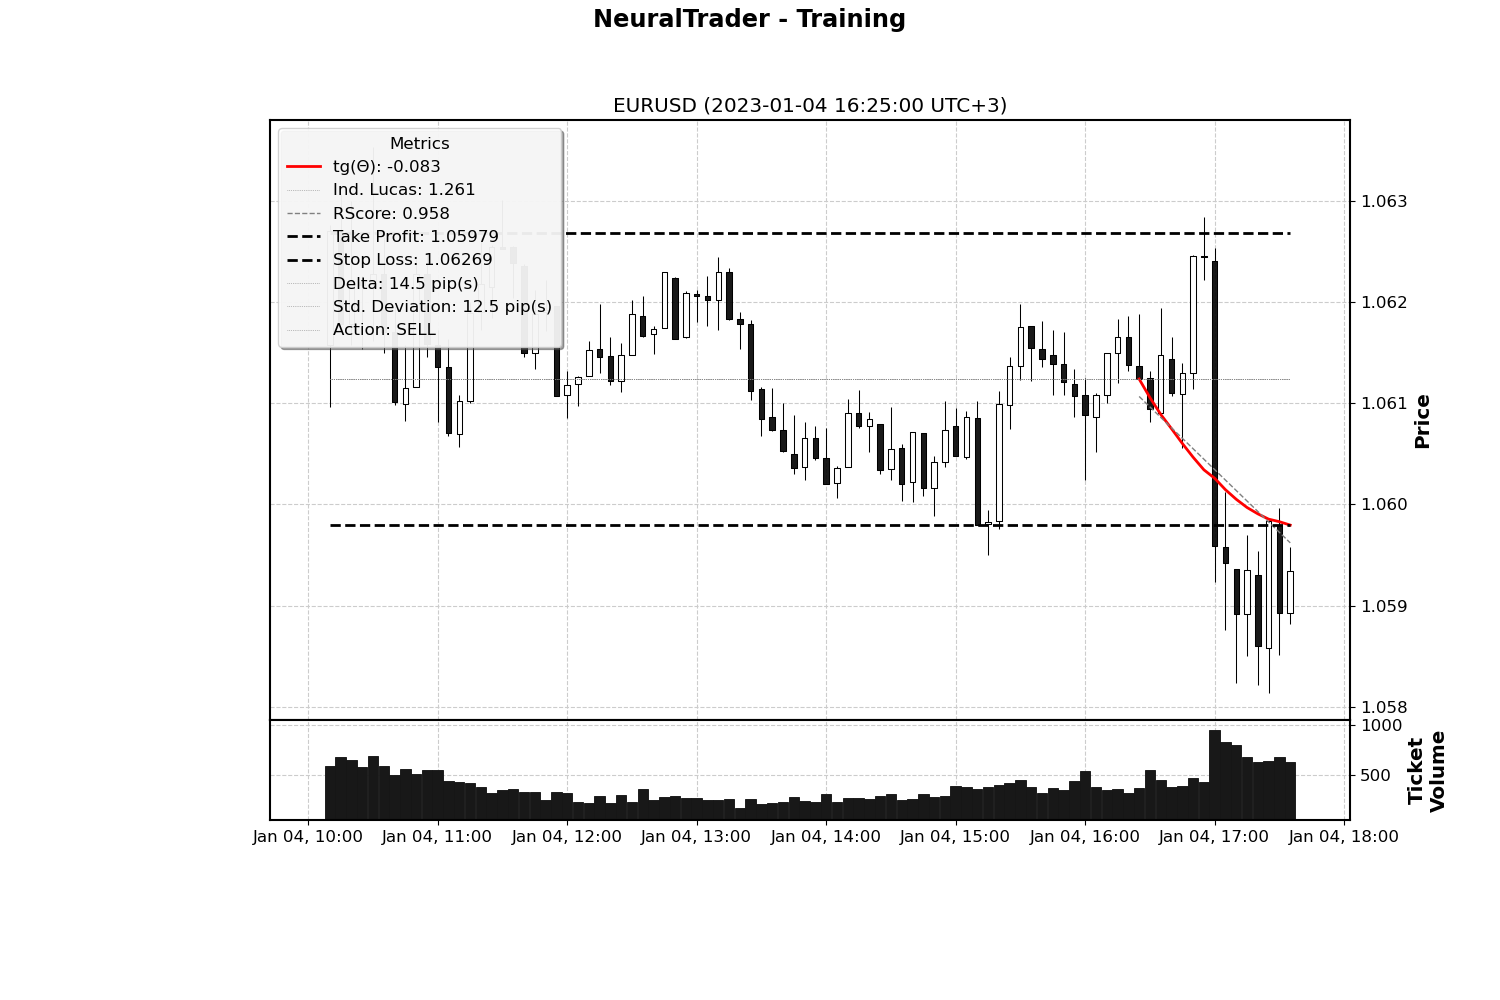 NeuralTrader - Training
EURUSD (2023-01-04 16:25:00 UTC+3)
Metrics
tg(Θ): -0.083
Ind. Lucas: 1.261
RScore: 0.958
Take Profit: 1.05979
Stop Loss: 1.06269
Delta: 14.5 pip(s)
Std. Deviation: 12.5 pip(s)
Action: SELL
1.063
1.062
1.061
1.060
1.059
1.058
Price
1000
500
Ticket
Volume
Jan 04, 10:00
Jan 04, 11:00
Jan 04, 12:00
Jan 04, 13:00
Jan 04, 14:00
Jan 04, 15:00
Jan 04, 16:00
Jan 04, 17:00
Jan 04, 18:00